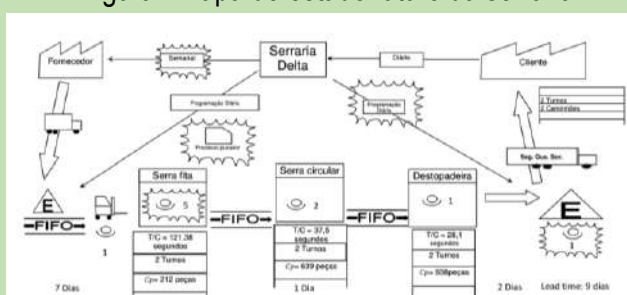 Serraria
Delta
Fornecedor
Semanal
Diário
Cliente
Programação Diária
Programação
Diária
2 Turnos
2 Caminhões
Seg. Qua. Sex.
Serra fita
Serra circular
Destopadeira
E
FIFO
1
5
FIFO
2
FIFO
1
E
1
T/C = 121,38
segundos
2 Turnos
Cp= 212 peças
T/C = 37,5
segundos
2 Turnos
Cp= 639 peças
T/C = 28,1
segundos
2 Turnos
7 Dias
1 Dia
2 Dias
Lead time: 9 dias